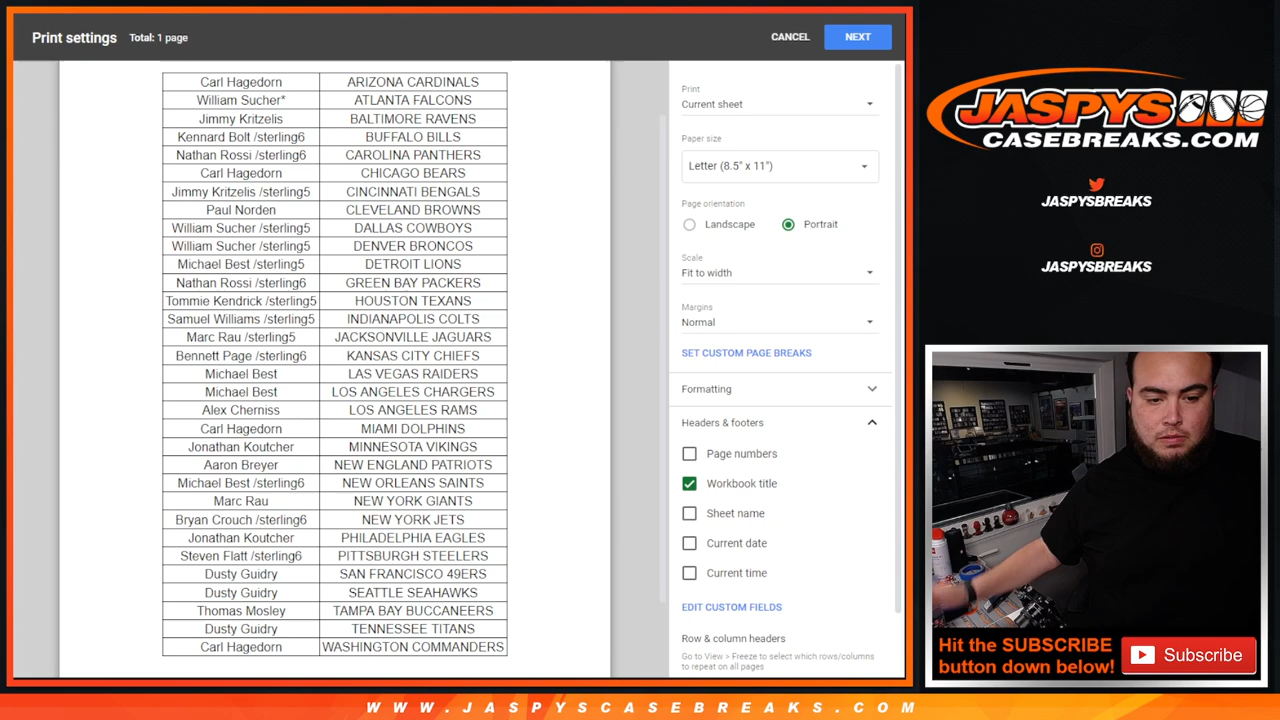 Print settings Total: 1 page CANCEL NEXT
Carl Hagedorn ARIZONA CARDINALS
William Sucher* ATLANTA FALCONS
Jimmy Kritzelis BALTIMORE RAVENS
Kennard Bolt /sterling6 BUFFALO BILLS
Nathan Rossi /sterling6 CAROLINA PANTHERS
Carl Hagedorn CHICAGO BEARS
Jimmy Kritzelis /sterling5 CINCINNATI BENGALS
Paul Norden CLEVELAND BROWNS
William Sucher /sterling5 DALLAS COWBOYS
William Sucher /sterling5 DENVER BRONCOS
Michael Best /sterling5 DETROIT LIONS
Nathan Rossi /sterling6 GREEN BAY PACKERS
Tommie Kendrick /sterling5 HOUSTON TEXANS
Samuel Williams /sterling5 INDIANAPOLIS COLTS
Marc Rau /sterling5 JACKSONVILLE JAGUARS
Bennett Page /sterling6 KANSAS CITY CHIEFS
Michael Best LAS VEGAS RAIDERS
Michael Best LOS ANGELES CHARGERS
Alex Cherniss LOS ANGELES RAMS
Carl Hagedorn MIAMI DOLPHINS
Jonathan Koutcher MINNESOTA VIKINGS
Aaron Breyer NEW ENGLAND PATRIOTS
Michael Best /sterling6 NEW ORLEANS SAINTS
Marc Rau NEW YORK GIANTS
Bryan Crouch /sterling6 NEW YORK JETS
Jonathan Koutcher PHILADELPHIA EAGLES
Steven Flatt /sterling6 PITTSBURGH STEELERS
Dusty Guidry SAN FRANCISCO 49ERS
Dusty Guidry SEATTLE SEAHAWKS
Thomas Mosley TAMPA BAY BUCCANEERS
Dusty Guidry TENNESSEE TITANS
Carl Hagedorn WASHINGTON COMMANDERS
Print
Current sheet
Paper size
Letter (8.5" x 11")
Page orientation
Landscape Portrait
Scale
Fit to width
Margins
Normal
SET CUSTOM PAGE BREAKS
Formatting
Headers & footers
Page numbers
Workbook title
Sheet name
Current date
Current time
EDIT CUSTOM FIELDS
Row & column headers
Go to View > Freeze to select which rows/columns
to repeat on all pages
JASPYS
CASEBREAKS.COM
JASPYSBREAKS
JASPYSBREAKS
Hit the SUBSCRIBE
button down below!
Subscribe
WWW.JASPYSCASEBREAKS.COM